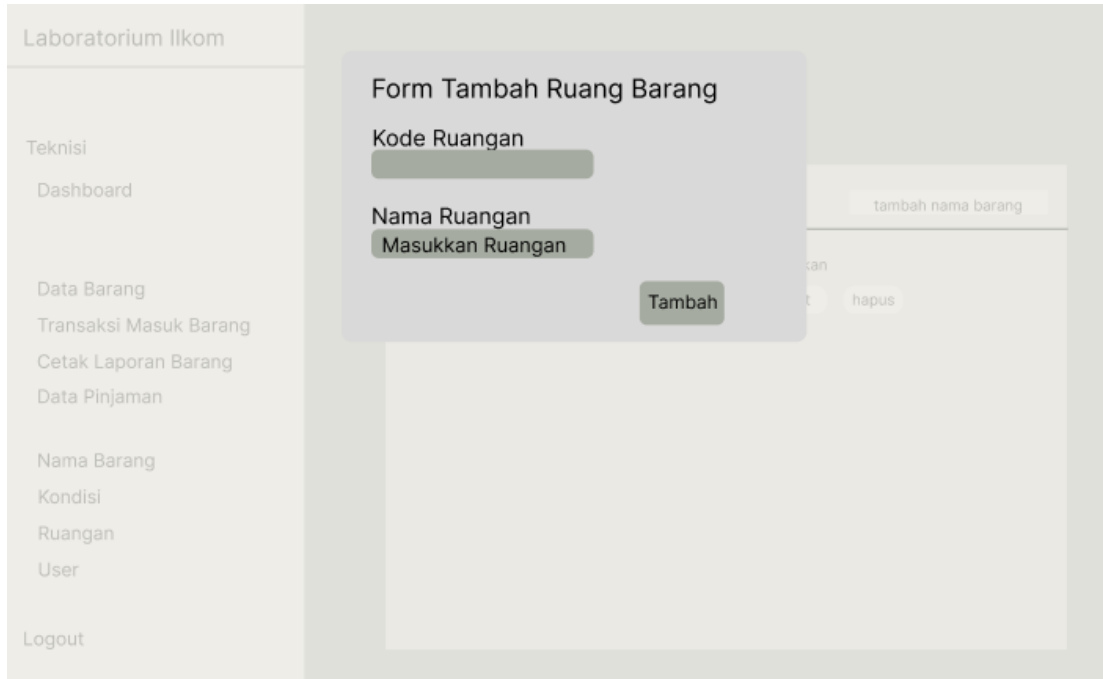 Laboratorium Ilkom
Teknisi
Dashboard
Data Barang
Transaksi Masuk Barang
Cetak Laporan Barang
Data Pinjaman
Nama Barang
Kondisi
Ruangan
User
Logout
Form Tambah Ruang Barang
Kode Ruangan
Nama Ruangan
Masukkan Ruangan
Tambah
tambah nama barang
hapus